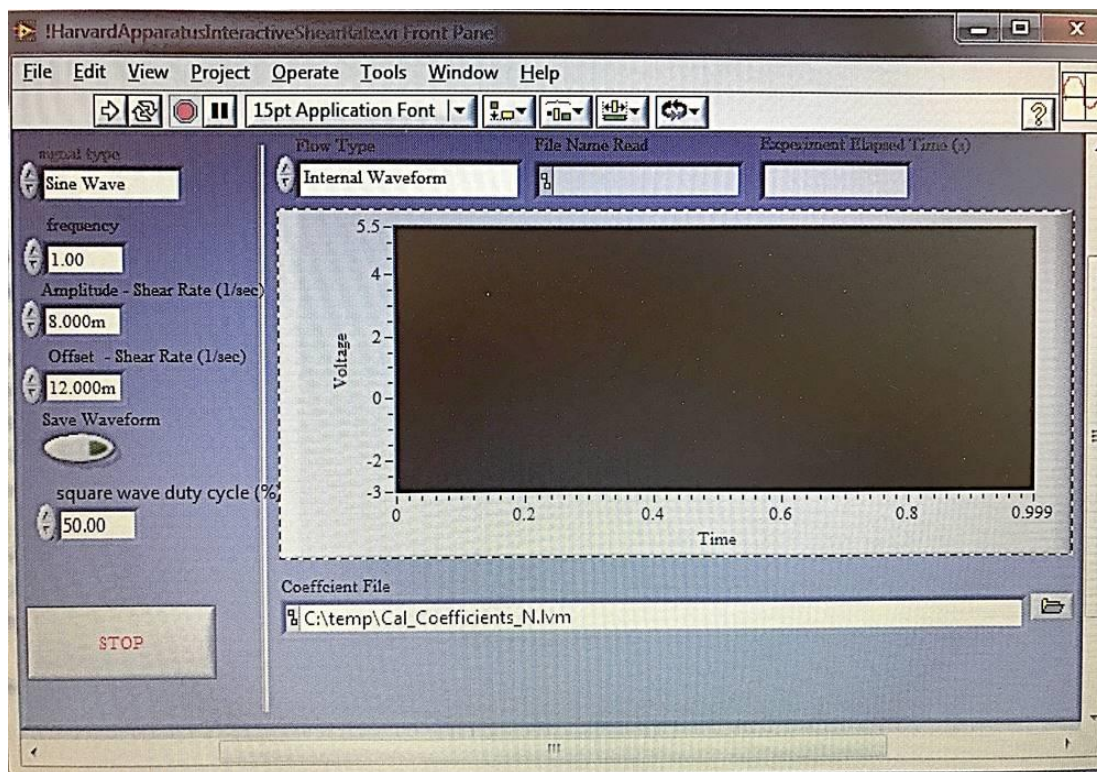 !HarvardApparatusInteractiveShearRate.vi Front Panel
File Edit View Project Operate Tools Window Help
15pt Application Font
signal type
Sine Wave
frequency
1.00
Amplitude - Shear Rate (1/sec)
8.000m
Offset - Shear Rate (1/sec)
12.000m
Save Waveform
square wave duty cycle (%)
50.00
STOP
Flow Type
Internal Waveform
File Name Read
Experiment Elapsed Time (s)
Voltage
5.5
4
2
0
-2
-3
0 0.2 0.4 0.6 0.8 0.999
Time
Coeffcient File
C:\temp\Cal_Coefficients_N.lvm